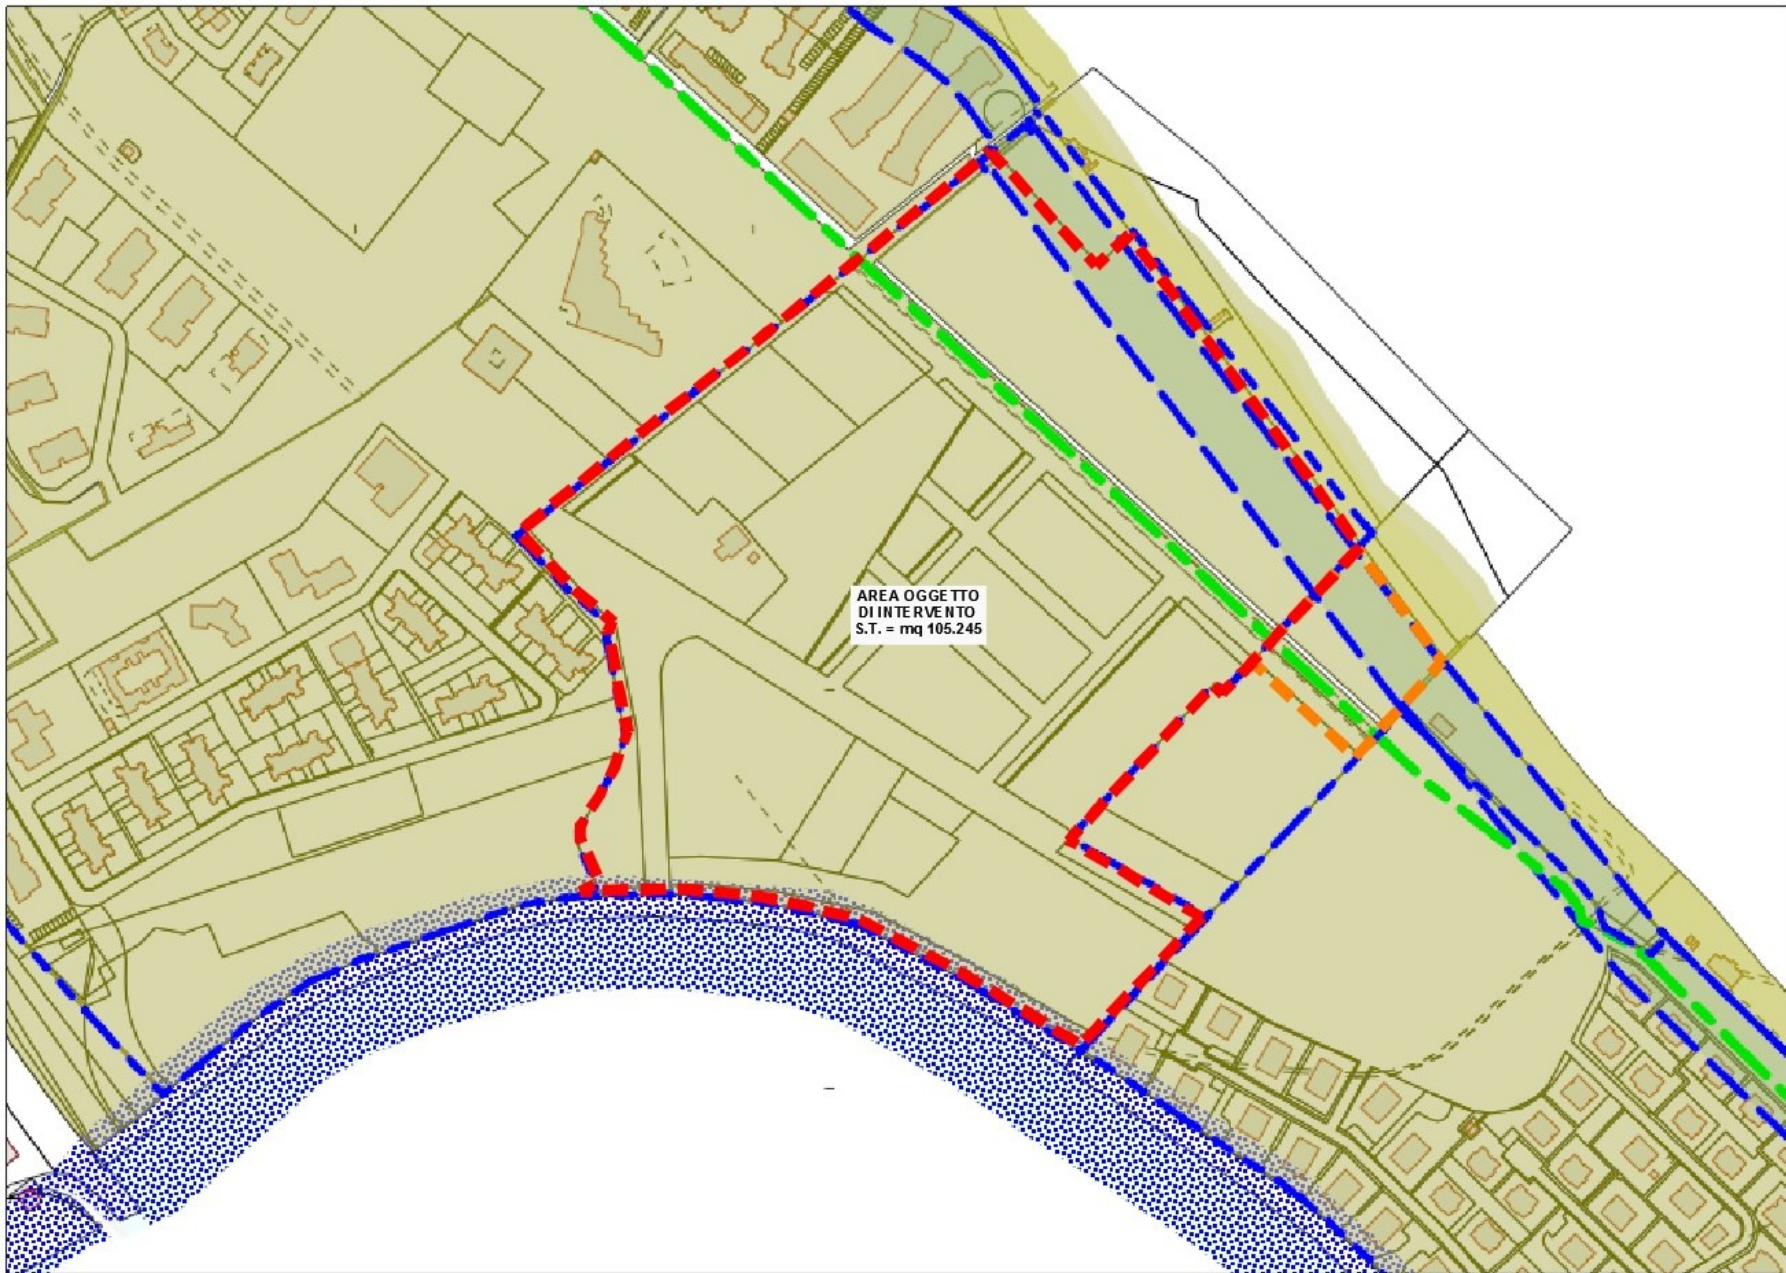 AREA OGGETTO
DI INTERVENTO
S.T. = mq 105.245